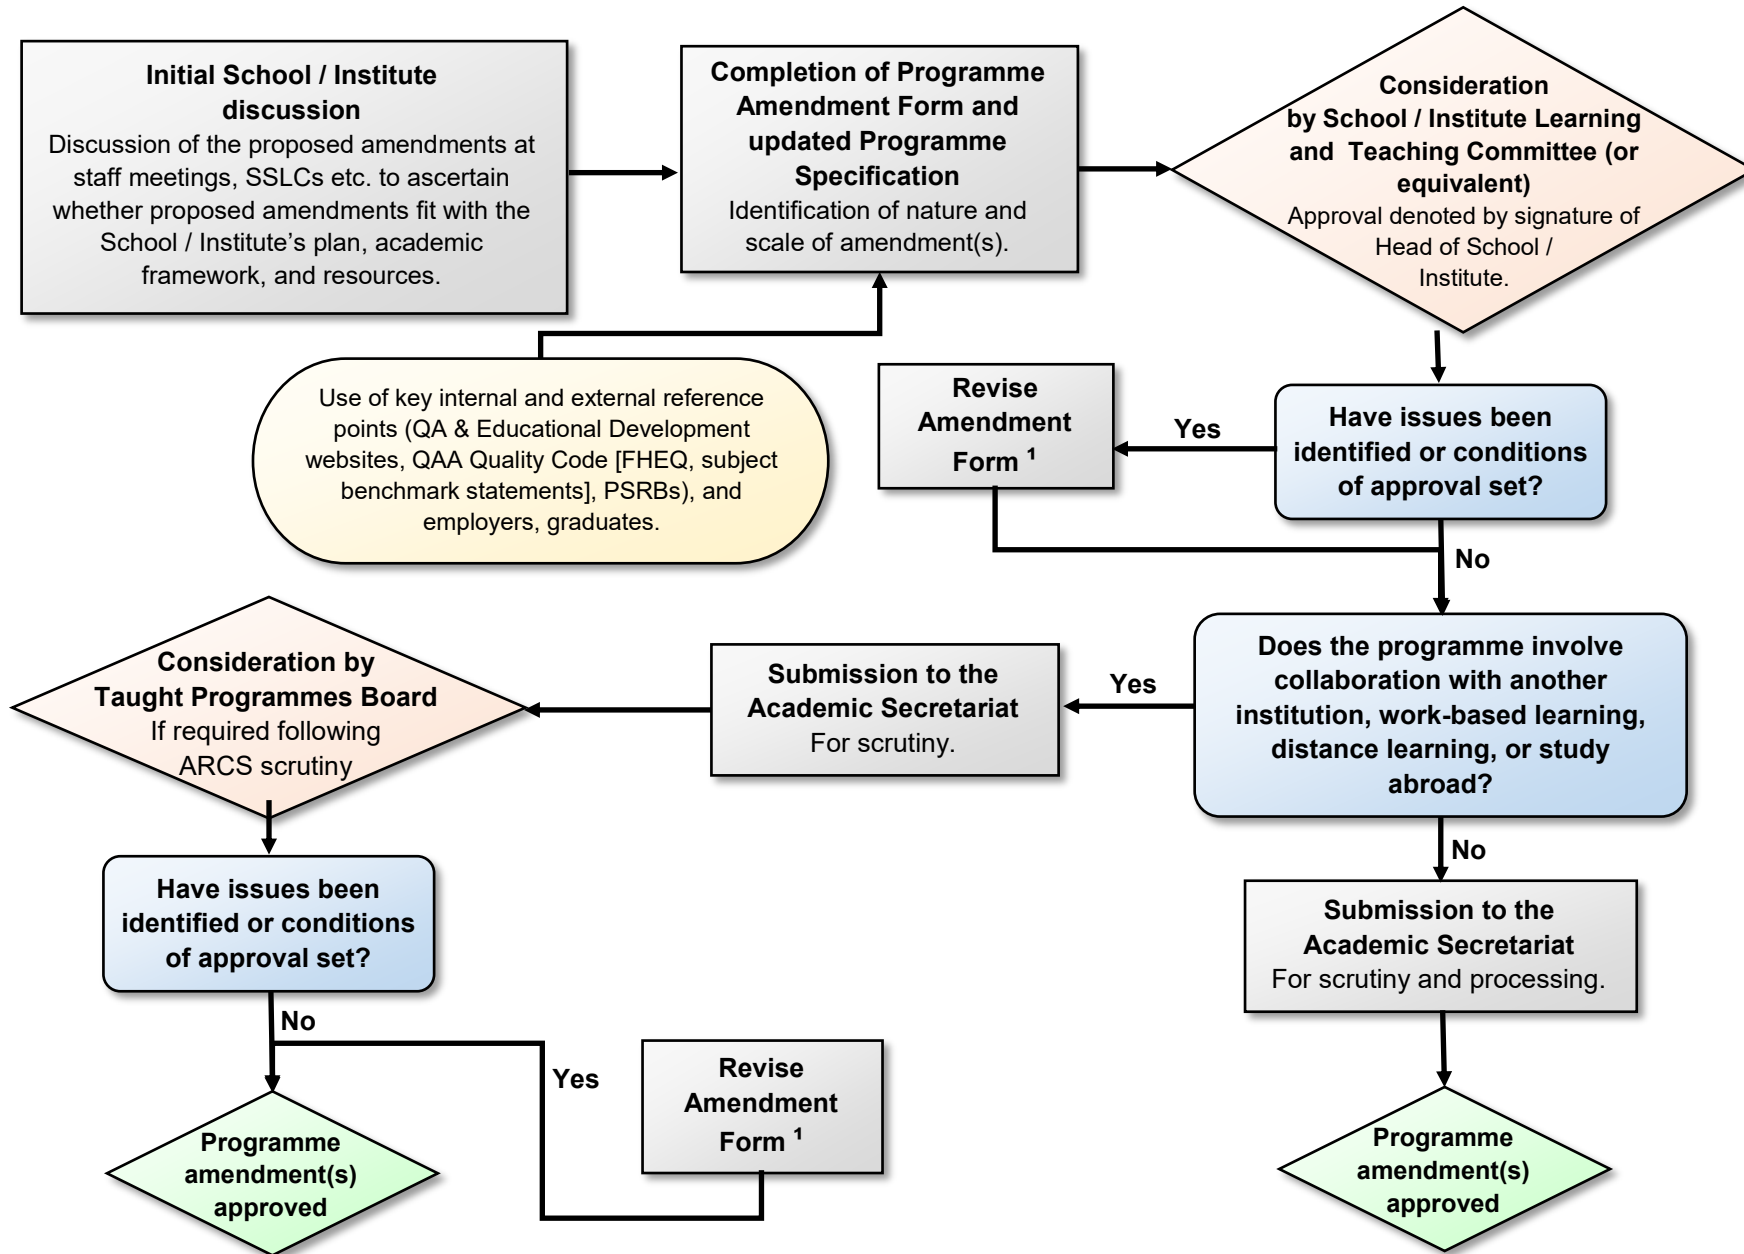 Initial School / Institute
discussion
Discussion of the proposed amendments at
staff meetings, SSLCs etc. to ascertain
whether proposed amendments fit with the
School / Institute's plan, academic
framework, and resources.
Completion of Programme
Amendment Form and
updated Programme
Specification
Identification of nature and
scale of amendment(s).
Consideration
by School / Institute Learning
and Teaching Committee (or
equivalent)
Approval denoted by signature of
Head of School /
Institute.
Use of key internal and external reference
points (QA & Educational Development
websites, QAA Quality Code [FHEQ, subject
benchmark statements], PSRBs), and
employers, graduates.
Revise
Amendment
Form ¹
Yes
Have issues been
identified or conditions
of approval set?
No
Does the programme involve
collaboration with another
institution, work-based learning,
distance learning, or study
abroad?
Yes
Submission to the
Academic Secretariat
For scrutiny.
Consideration by
Taught Programmes Board
If required following
ARCS scrutiny
No
Submission to the
Academic Secretariat
For scrutiny and processing.
Have issues been
identified or conditions
of approval set?
No
Yes
Revise
Amendment
Form ¹
Programme
amendment(s)
approved
Programme
amendment(s)
approved